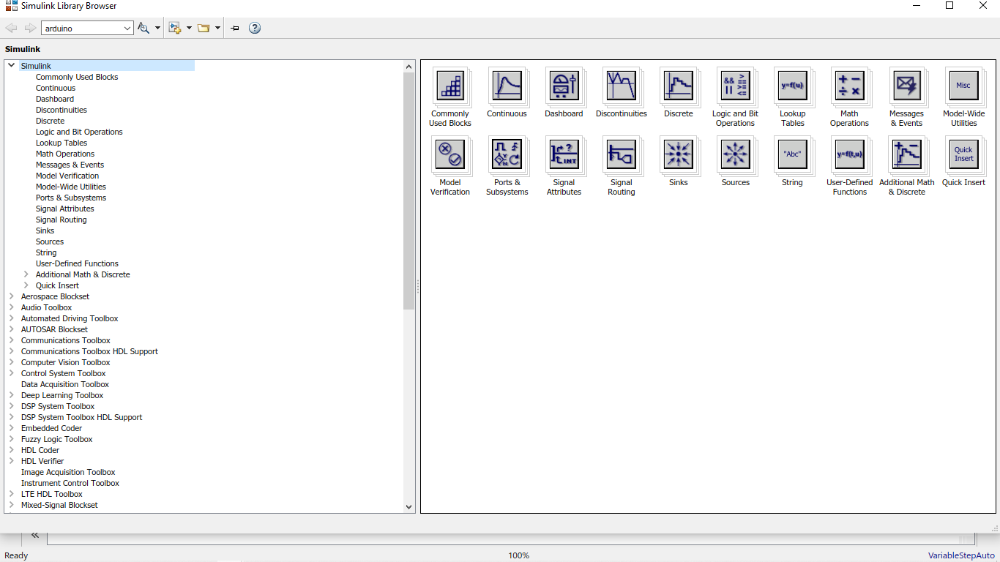 Simulink Library Browser
arduino
Simulink
Simulink
Commonly Used Blocks
Continuous
Dashboard
Discontinuities
Discrete
Logic and Bit Operations
Lookup Tables
Math Operations
Messages & Events
Model Verification
Model-Wide Utilities
Ports & Subsystems
Signal Attributes
Signal Routing
Sinks
Sources
String
User-Defined Functions
Additional Math & Discrete
Quick Insert
Aerospace Blockset
Audio Toolbox
Automated Driving Toolbox
AUTOSAR Blockset
Communications Toolbox
Communications Toolbox HDL Support
Computer Vision Toolbox
Control System Toolbox
Data Acquisition Toolbox
Deep Learning Toolbox
DSP System Toolbox
DSP System Toolbox HDL Support
Embedded Coder
Fuzzy Logic Toolbox
HDL Coder
HDL Verifier
Image Acquisition Toolbox
Instrument Control Toolbox
LTE HDL Toolbox
Mixed-Signal Blockset
y=f(u)
Misc
Commonly
Used Blocks
Continuous
Dashboard
Discontinuities
Discrete
Logic and Bit
Operations
Lookup
Tables
Math
Operations
Messages
& Events
Model-Wide
Utilities
INT
"Abc"
y=f(t,u)
Quick
Insert
Model
Verification
Ports &
Subsystems
Signal
Attributes
Signal
Routing
Sinks
Sources
String
User-Defined
Functions
Additional Math
& Discrete
Quick Insert
Ready
100%
VariableStepAuto